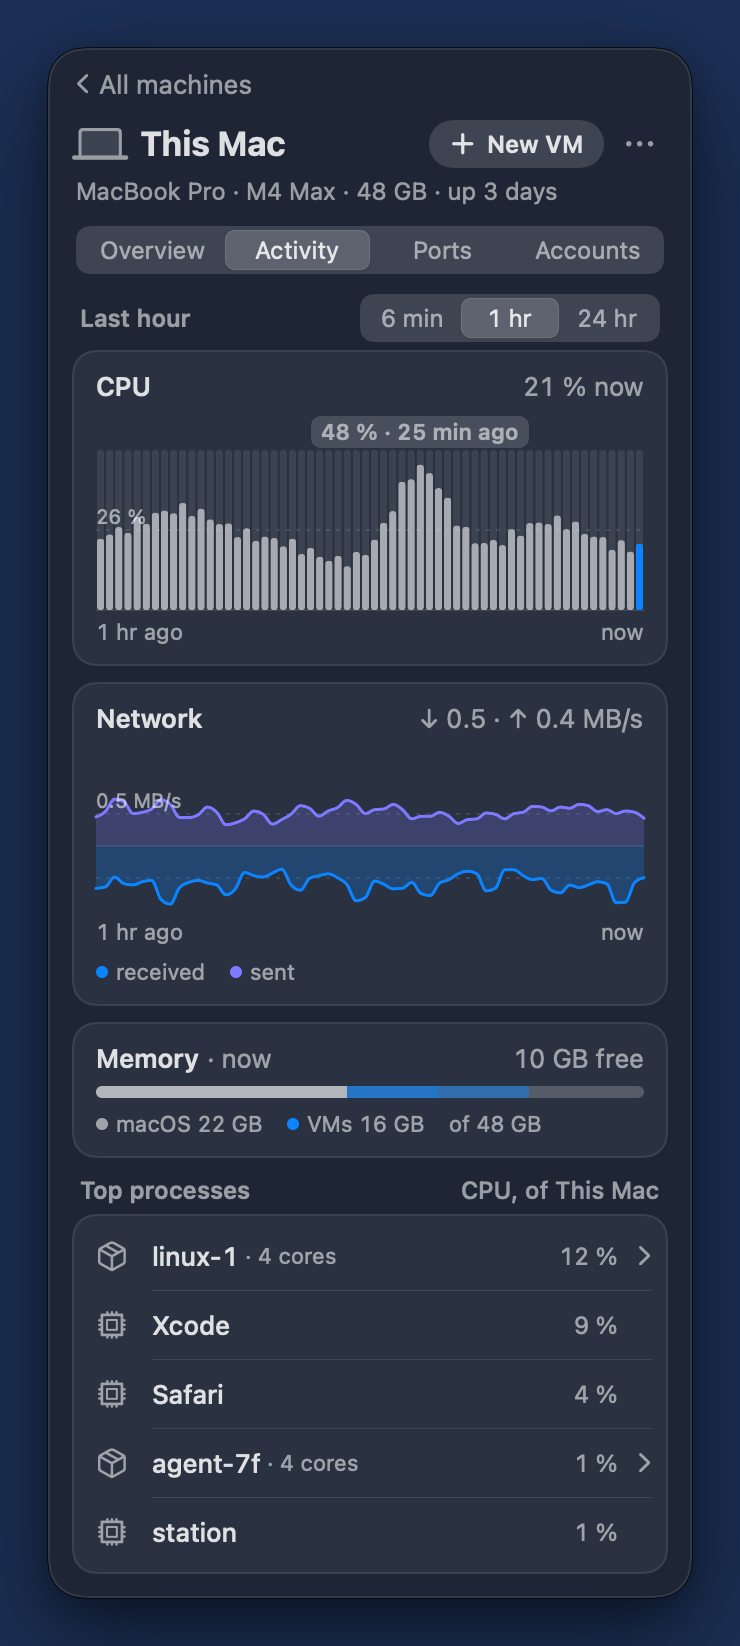 All machines
This Mac
New VM
MacBook Pro · M4 Max · 48 GB · up 3 days
Overview Activity Ports Accounts
Last hour 6 min 1 hr 24 hr
CPU 21 % now
48 % · 25 min ago
26 %
1 hr ago now
Network ↓ 0.5 · ↑ 0.4 MB/s
0.5 MB/s
1 hr ago now
received sent
Memory · now 10 GB free
macOS 22 GB VMs 16 GB of 48 GB
Top processes CPU, of This Mac
linux-1 · 4 cores 12 %
Xcode 9 %
Safari 4 %
agent-7f · 4 cores 1 %
station 1 %